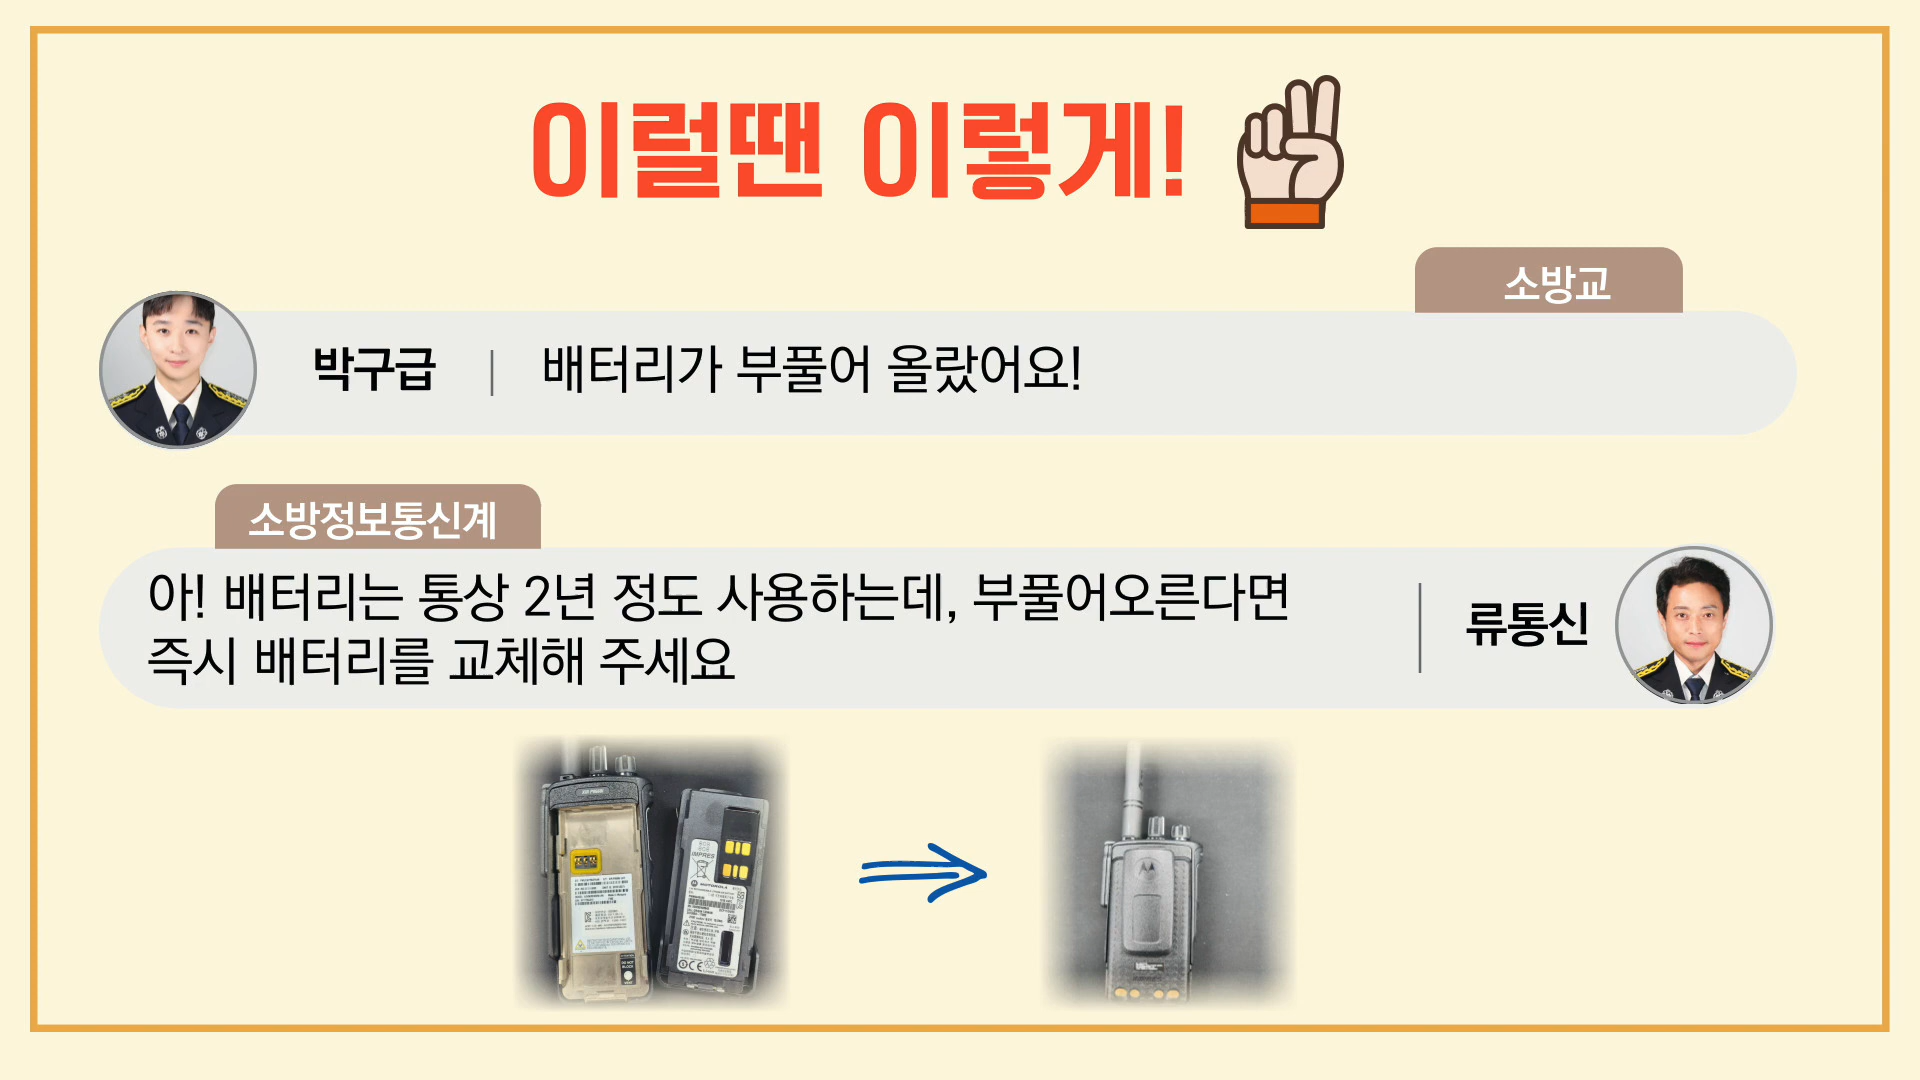 이럴땐 이렇게!
소방교
박구급
배터리가 부풀어 올랐어요!
소방정보통신계
아! 배터리는 통상 2년 정도 사용하는데, 부풀어오른다면
즉시 배터리를 교체해 주세요
류통신
IMPRES
MOTOROLA